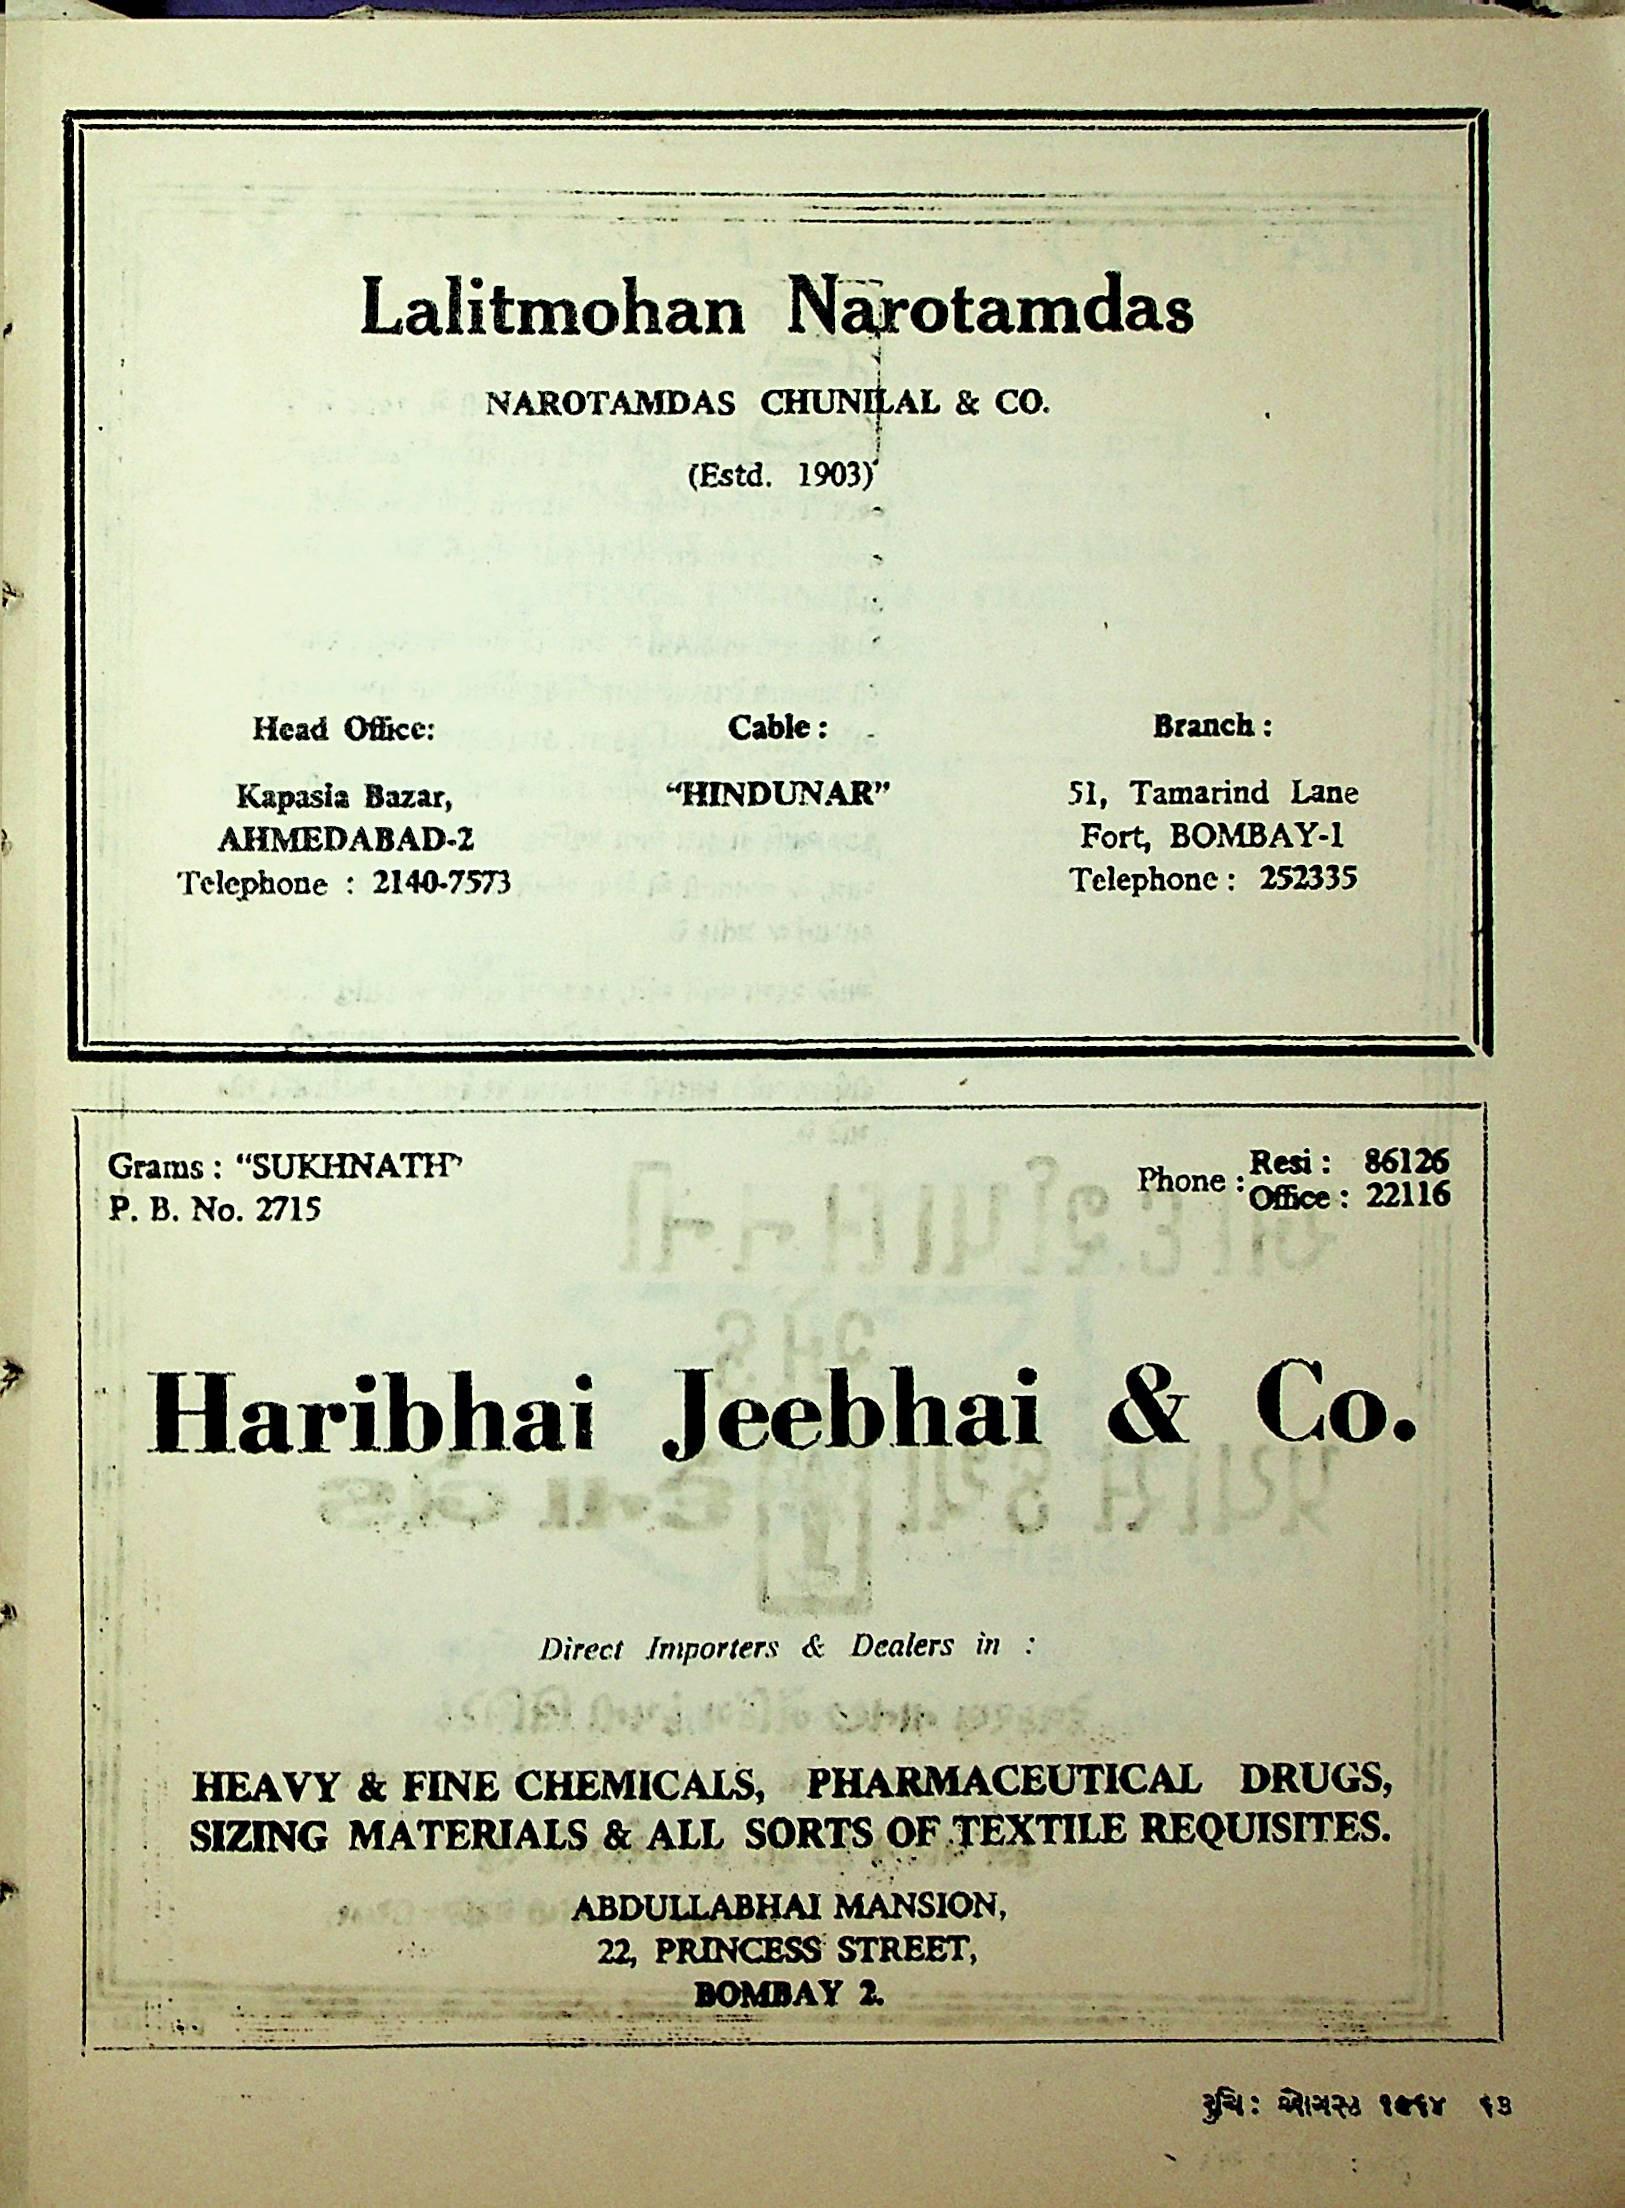 Lalitmohan Narotamdas
NAROTAMDAS CHUNILAL & CO.
(Estd. 1903)
Head Office:
Kapasia Bazar,
AHMEDABAD-2
Telephone : 2140-7573
Cable :
“HINDUNAR”
Branch :
51, Tamarind Lane
Fort, BOMBAY-1
Telephone : 252335
Grams : “SUKHNATH”
P. B. No. 2715
Phone : Resi : 86126
Office : 22116
Haribhai Jeebhai & Co.
Direct Importers & Dealers in :
HEAVY & FINE CHEMICALS, PHARMACEUTICAL DRUGS,
SIZING MATERIALS & ALL SORTS OF TEXTILE REQUISITES.
ABDULLABHAI MANSION,
22, PRINCESS STREET,
BOMBAY 2.
રુચિ : ઓગસ્ટ ૧૯૬૪ ૬૩